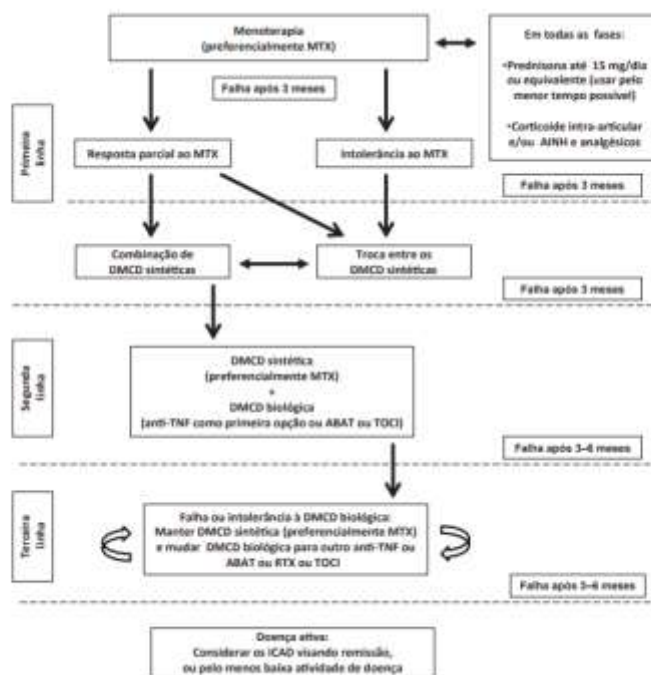 Monoterapia
(preferencialmente MTX)
Em todas as fases:
•Prednisona até 15 mg/dia
ou equivalente (usar pelo
menor tempo possível)
•Corticoide intra-articular
e/ou AINH e analgésicos
Falha após 3 meses
Primeira
linha
Resposta parcial ao MTX
Intolerância ao MTX
Falha após 3 meses
Combinação de
DMCD sintéticas
Troca entre os
DMCD sintéticas
Falha após 3 meses
Segunda
linha
DMCD sintética
(preferencialmente MTX)
+
DMCD biológica
(anti-TNF como primeira opção ou ABAT ou TOCI)
Falha após 3–6 meses
Terceira
linha
Falha ou intolerância à DMCD biológica:
Manter DMCD sintética (preferencialmente MTX)
e mudar DMCD biológica para outro anti-TNF ou
ABAT ou RTX ou TOCI
Falha após 3–6 meses
Doença ativa:
Considerar os ICAD visando remissão,
ou pelo menos baixa atividade de doença